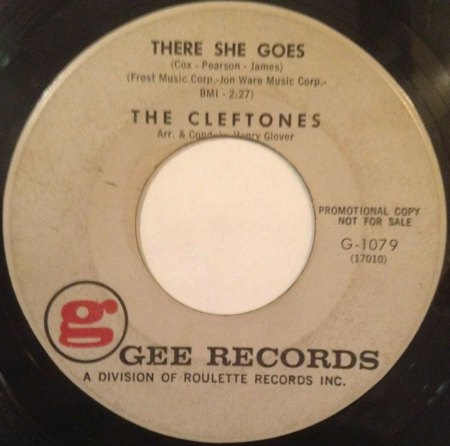 THERE SHE GOES
(Cox - Pearson - James)
(Frost Music Corp.-Jon Ware Music Corp.-
BMI - 2:27)
THE CLEFTONES
Arr. & Cond. Henry Glover
PROMOTIONAL COPY
NOT FOR SALE
G-1079
(17010)
g
GEE RECORDS
A DIVISION OF ROULETTE RECORDS INC.